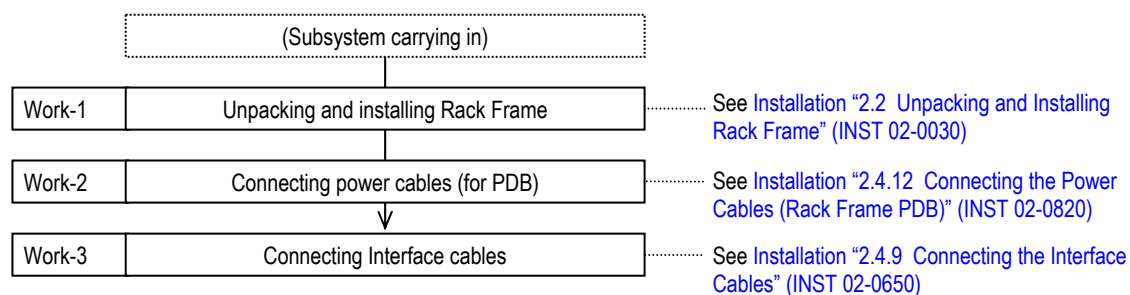 (Subsystem carrying in)
Work-1 Unpacking and installing Rack Frame
See Installation “2.2 Unpacking and Installing
Rack Frame” (INST 02-0030)
Work-2 Connecting power cables (for PDB)
See Installation “2.4.12 Connecting the Power
Cables (Rack Frame PDB)” (INST 02-0820)
Work-3 Connecting Interface cables
See Installation “2.4.9 Connecting the Interface
Cables” (INST 02-0650)